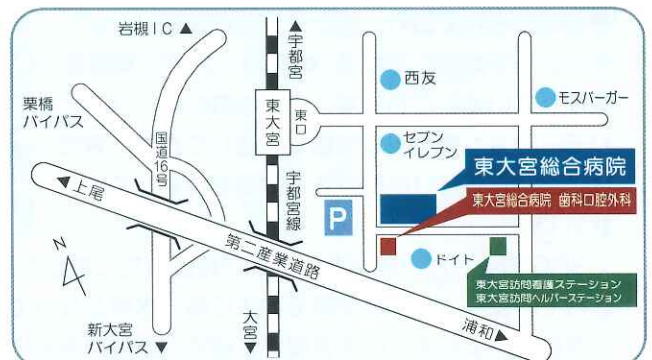 岩槻IC▲
▲宇都宮
栗橋
バイパス
国道16号
東大宮
東口
西友
モスバーガー
セブン
イレブン
東大宮総合病院
東大宮総合病院 歯科口腔外科
◀上尾
宇都宮線
P
第二産業道路
ドイト
東大宮訪問看護ステーション
東大宮訪問ヘルパーステーション
N
新大宮
バイパス▼
大宮▼
浦和▶